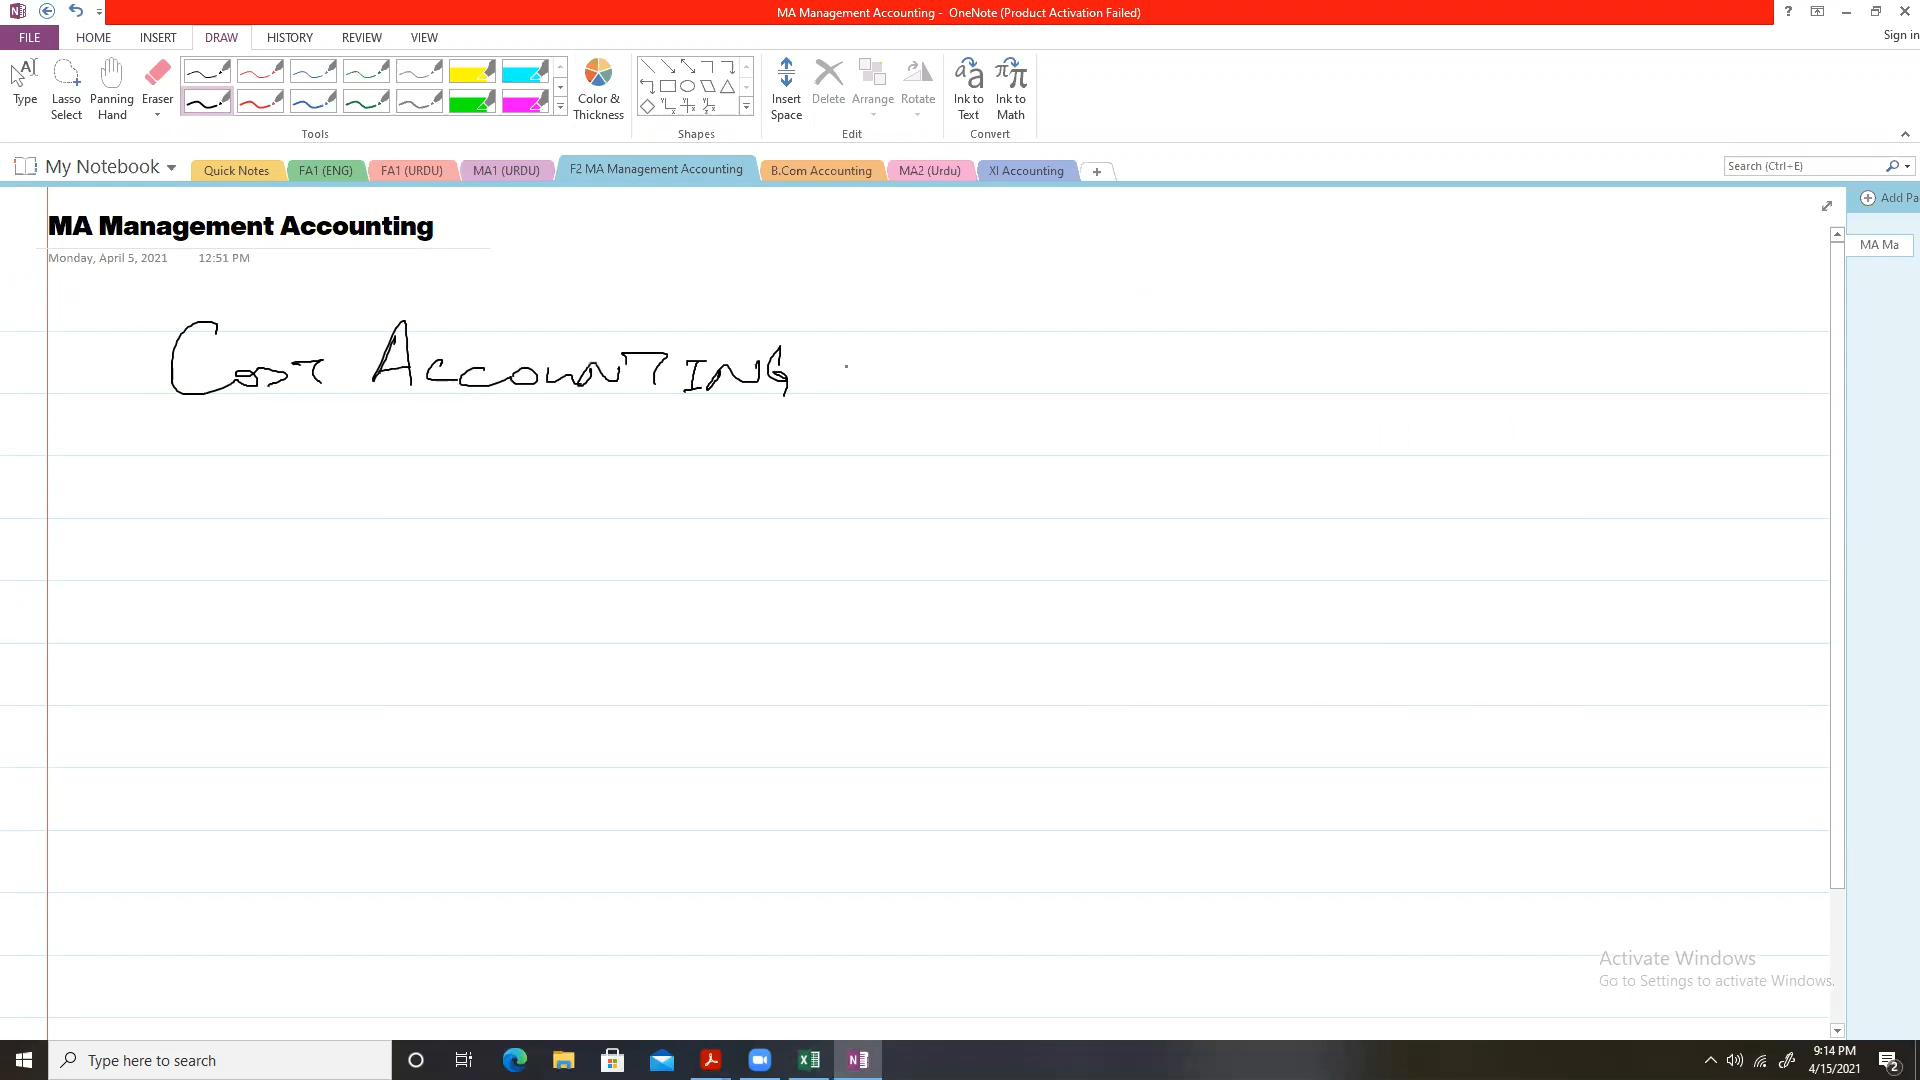 MA Management Accounting - OneNote (Product Activation Failed)
?
FILE HOME INSERT DRAW HISTORY REVIEW VIEW
Sign in
Type
Lasso Select
Panning Hand
Eraser
Color & Thickness
Insert Space
Delete
Arrange
Rotate
Ink to Text
Ink to Math
Tools
Shapes
Edit
Convert
My Notebook
Quick Notes
FA1 (ENG)
FA1 (URDU)
MA1 (URDU)
F2 MA Management Accounting
B.Com Accounting
MA2 (Urdu)
XI Accounting
+
Search (Ctrl+E)
Add Pa
MA Ma
MA Management Accounting
Monday, April 5, 2021 12:51 PM
COST ACCOUNTING
Activate Windows
Go to Settings to activate Windows.
Type here to search
9:14 PM
4/15/2021
2